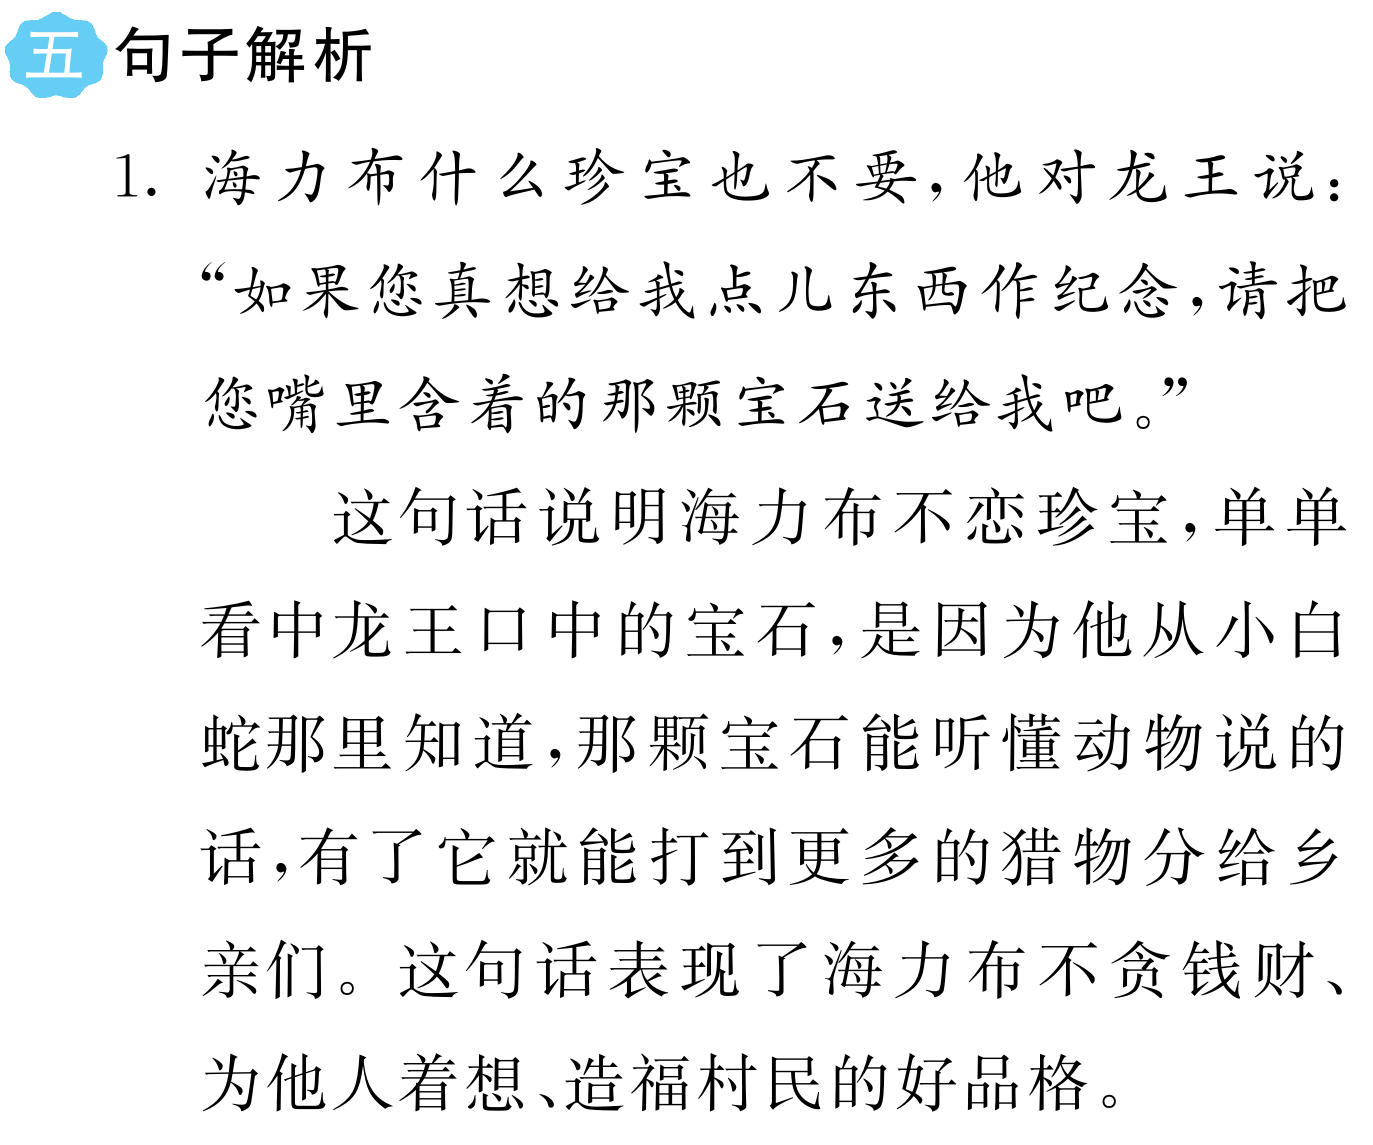 五 句子解析
1. 海力布什么珍宝也不要,他对龙王说:
“如果您真想给我点儿东西作纪念,请把
您嘴里含着的那颗宝石送给我吧。”
这句话说明海力布不恋珍宝,单单
看中龙王口中的宝石,是因为他从小白
蛇那里知道,那颗宝石能听懂动物说的
话,有了它就能打到更多的猎物分给乡
亲们。这句话表现了海力布不贪钱财、
为他人着想、造福村民的好品格。